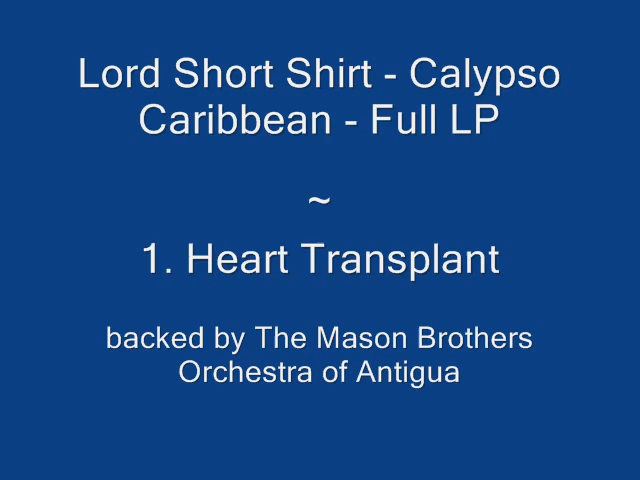 Lord Short Shirt - Calypso
Caribbean - Full LP
~
1. Heart Transplant
backed by The Mason Brothers
Orchestra of Antigua